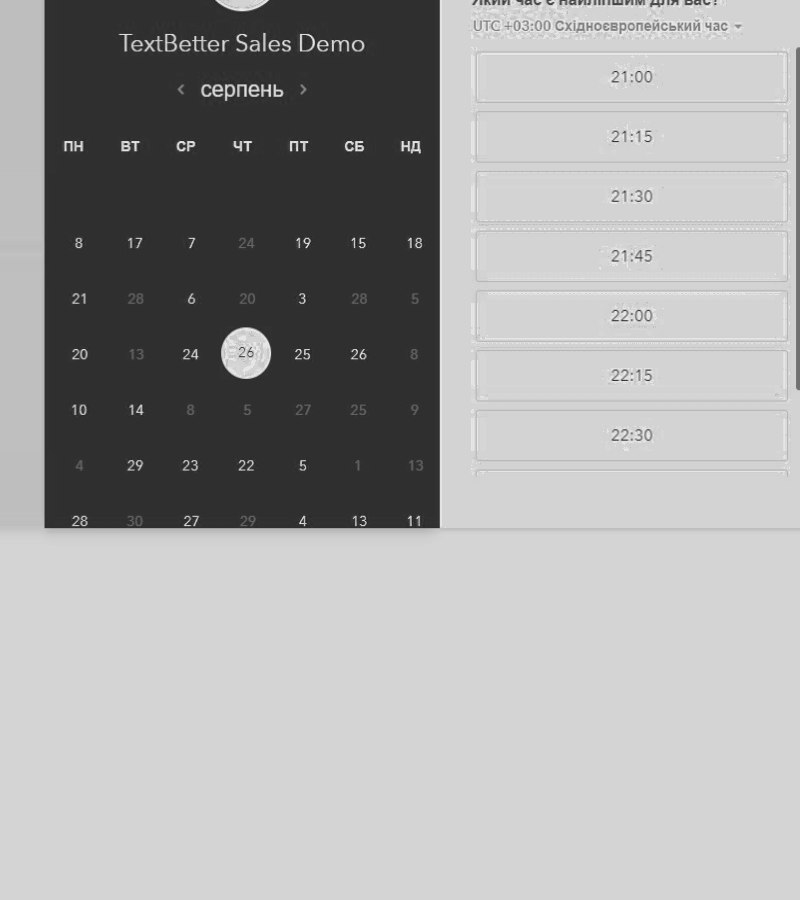 TextBetter Sales Demo
‹ серпень ›
ПН ВТ СР ЧТ ПТ СБ НД
8 17 7 24 19 15 18
21 28 6 20 3 28 5
20 13 24 26 25 26 8
10 14 8 5 27 25 9
4 29 23 22 5 1 13
28 30 27 29 4 13 11
Який час є найліпшим для вас?
UTC +03:00 Східноєвропейський час
21:00
21:15
21:30
21:45
22:00
22:15
22:30